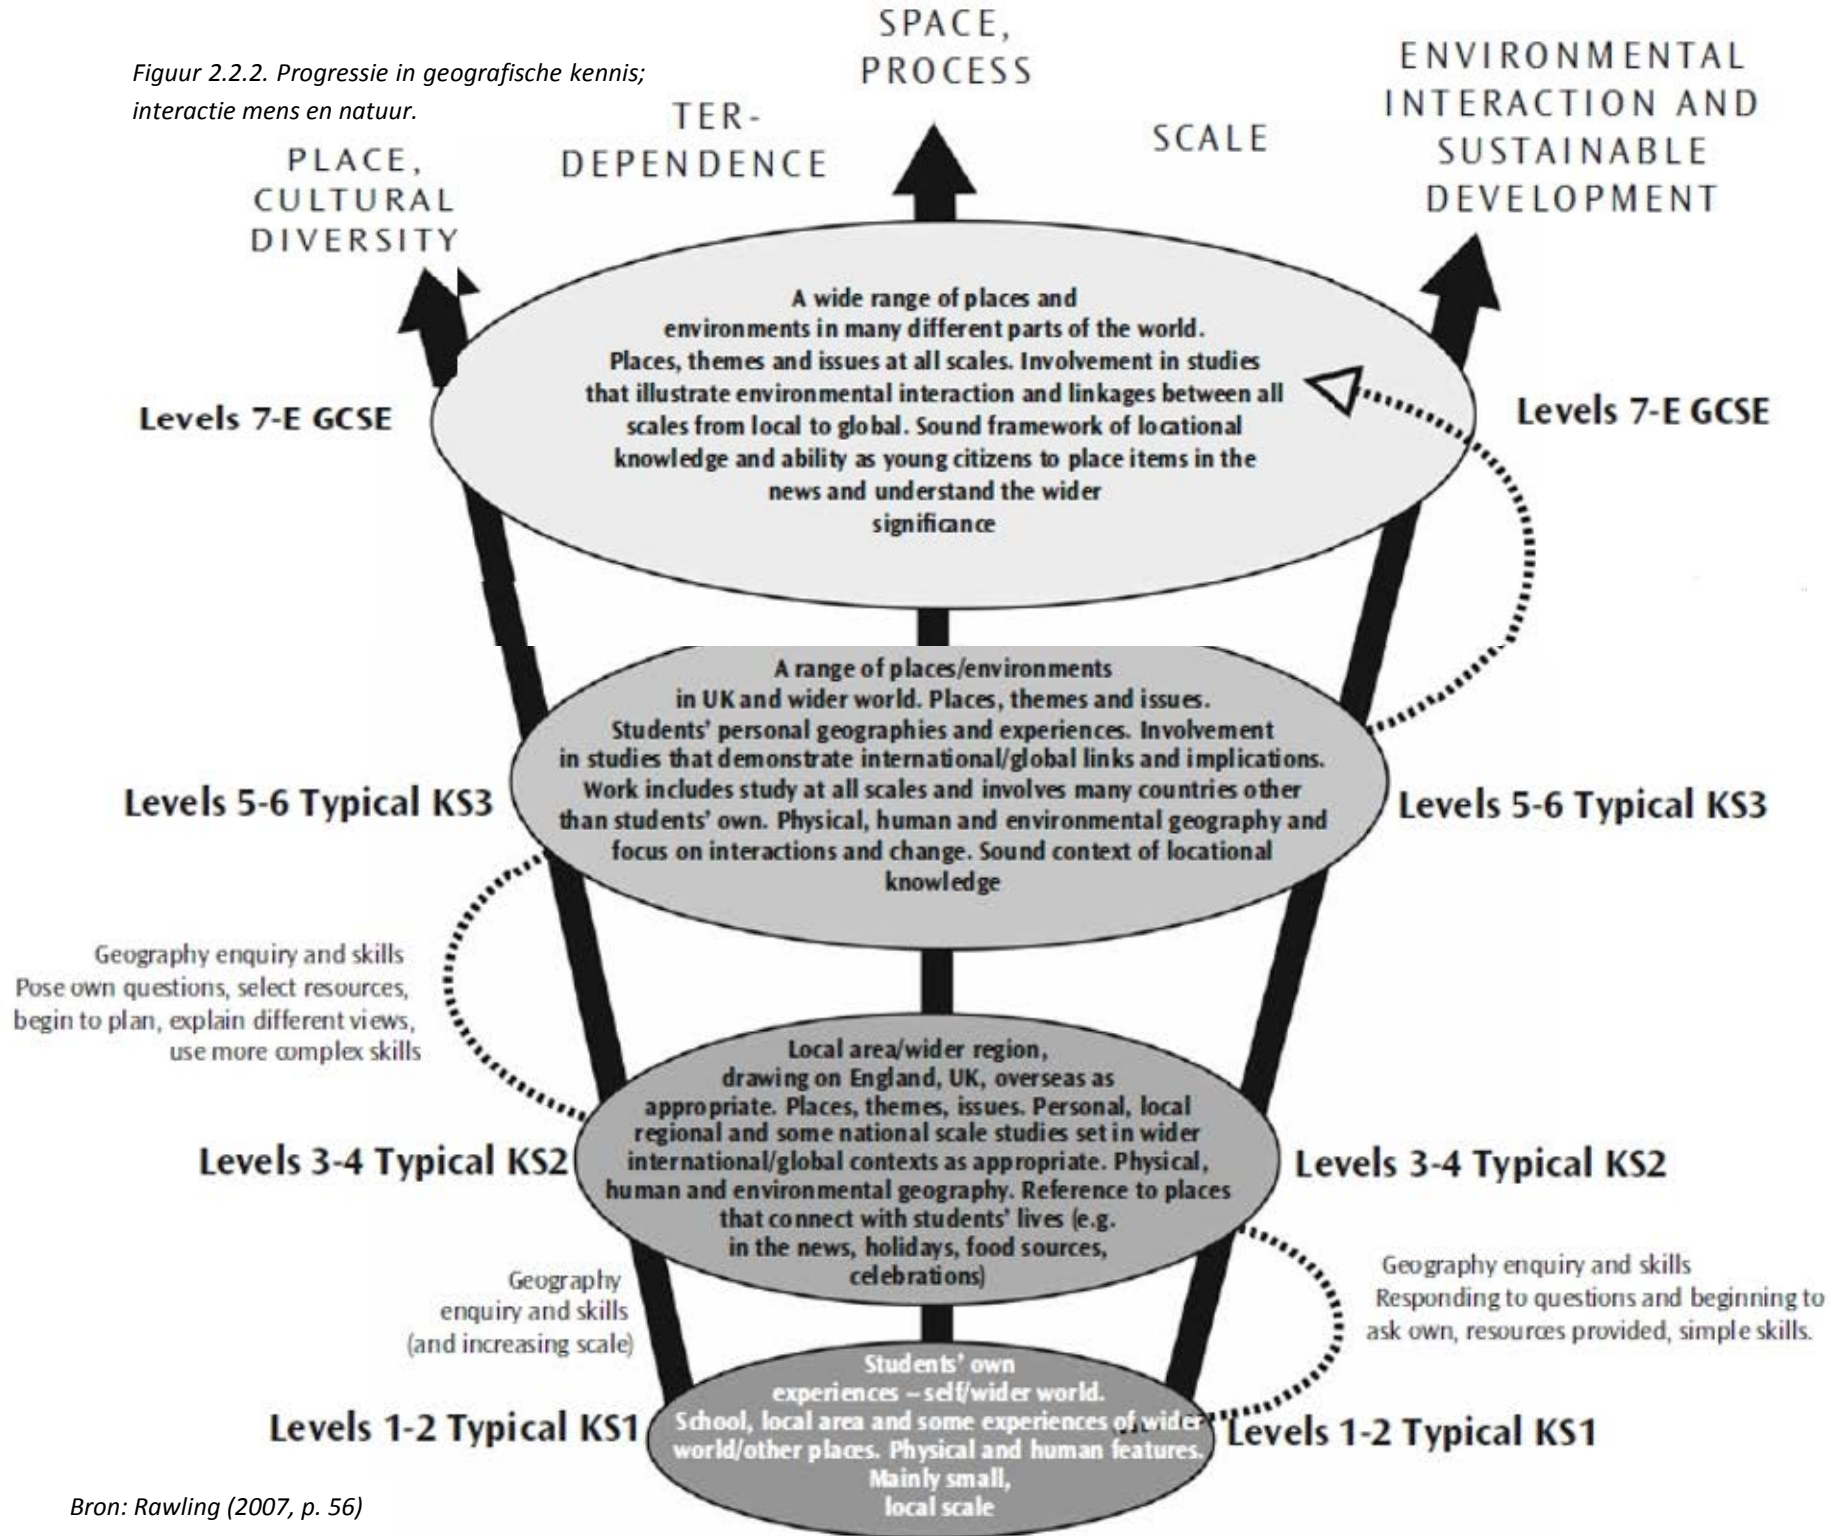 Figuur 2.2.2. Progressie in geografische kennis;
interactie mens en natuur.
PLACE,
CULTURAL
DIVERSITY
TER-
DEPENDENCE
SPACE,
PROCESS
SCALE
ENVIRONMENTAL
INTERACTION AND
SUSTAINABLE
DEVELOPMENT
A wide range of places and
environments in many different parts of the world.
Places, themes and issues at all scales. Involvement in studies
that illustrate environmental interaction and linkages between all
scales from local to global. Sound framework of locational
knowledge and ability as young citizens to place items in the
news and understand the wider
significance
Levels 7-E GCSE
Levels 7-E GCSE
A range of places/environments
in UK and wider world. Places, themes and issues.
Students' personal geographies and experiences. Involvement
in studies that demonstrate international/global links and implications.
Work includes study at all scales and involves many countries other
than students' own. Physical, human and environmental geography and
focus on interactions and change. Sound context of locational
knowledge
Levels 5-6 Typical KS3
Levels 5-6 Typical KS3
Geography enquiry and skills
Pose own questions, select resources,
begin to plan, explain different views,
use more complex skills
Local area/wider region,
drawing on England, UK, overseas as
appropriate. Places, themes, issues. Personal, local
regional and some national scale studies set in wider
international/global contexts as appropriate. Physical,
human and environmental geography. Reference to places
that connect with students' lives (e.g.
in the news, holidays, food sources,
celebrations)
Levels 3-4 Typical KS2
Levels 3-4 Typical KS2
Geography
enquiry and skills
(and increasing scale)
Geography enquiry and skills
Responding to questions and beginning to
ask own, resources provided, simple skills.
Students' own
experiences – self/wider world.
School, local area and some experiences of wider
world/other places. Physical and human features.
Mainly small,
local scale
Levels 1-2 Typical KS1
Levels 1-2 Typical KS1
Bron: Rawling (2007, p. 56)